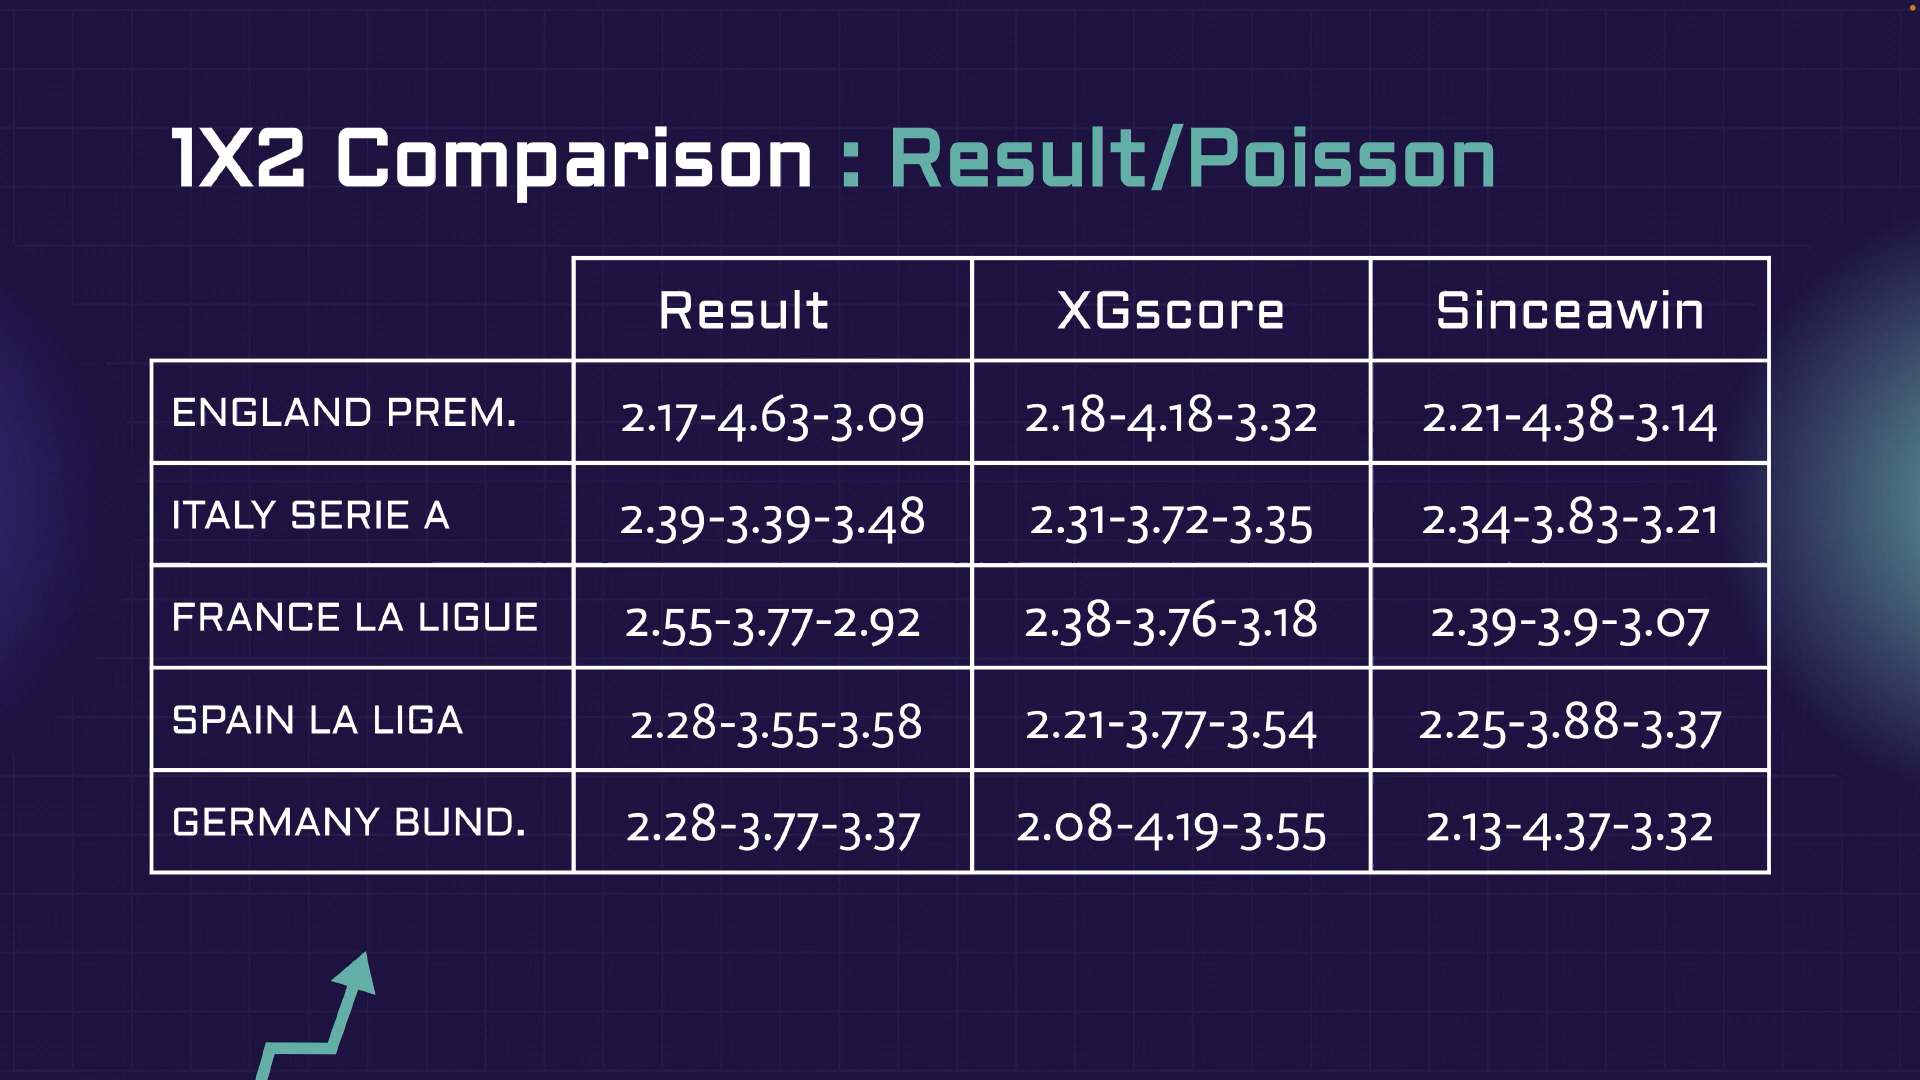 1X2 Comparison : Result/Poisson
Result XGscore Sinceawin
ENGLAND PREM. 2.17-4.63-3.09 2.18-4.18-3.32 2.21-4.38-3.14
ITALY SERIE A 2.39-3.39-3.48 2.31-3.72-3.35 2.34-3.83-3.21
FRANCE LA LIGUE 2.55-3.77-2.92 2.38-3.76-3.18 2.39-3.9-3.07
SPAIN LA LIGA 2.28-3.55-3.58 2.21-3.77-3.54 2.25-3.88-3.37
GERMANY BUND. 2.28-3.77-3.37 2.08-4.19-3.55 2.13-4.37-3.32